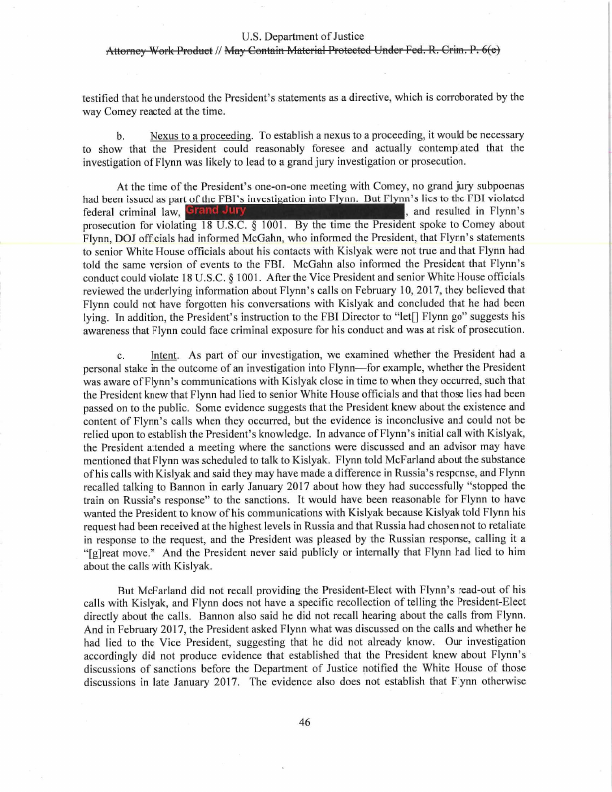 U.S. Department of Justice
Attorney Work Product // May Contain Material Protected Under Fed. R. Crim. P. 6(e)
testified that he understood the President's statements as a directive, which is corroborated by the
way Comey reacted at the time.
b. Nexus to a proceeding. To establish a nexus to a proceeding, it would be necessary
to show that the President could reasonably foresee and actually contemplated that the
investigation of Flynn was likely to lead to a grand jury investigation or prosecution.
At the time of the President's one-on-one meeting with Comey, no grand jury subpoenas
had been issued as part of the FBI's investigation into Flynn. But Flynn's lies to the FBI violated
federal criminal law, Grand Jury , and resulted in Flynn's
prosecution for violating 18 U.S.C. § 1001. By the time the President spoke to Comey about
Flynn, DOJ officials had informed McGahn, who informed the President, that Flynn's statements
to senior White House officials about his contacts with Kislyak were not true and that Flynn had
told the same version of events to the FBI. McGahn also informed the President that Flynn's
conduct could violate 18 U.S.C. § 1001. After the Vice President and senior White House officials
reviewed the underlying information about Flynn's calls on February 10, 2017, they believed that
Flynn could not have forgotten his conversations with Kislyak and concluded that he had been
lying. In addition, the President's instruction to the FBI Director to "let[] Flynn go" suggests his
awareness that Flynn could face criminal exposure for his conduct and was at risk of prosecution.
c. Intent. As part of our investigation, we examined whether the President had a
personal stake in the outcome of an investigation into Flynn—for example, whether the President
was aware of Flynn's communications with Kislyak close in time to when they occurred, such that
the President knew that Flynn had lied to senior White House officials and that those lies had been
passed on to the public. Some evidence suggests that the President knew about the existence and
content of Flynn's calls when they occurred, but the evidence is inconclusive and could not be
relied upon to establish the President's knowledge. In advance of Flynn's initial call with Kislyak,
the President attended a meeting where the sanctions were discussed and an advisor may have
mentioned that Flynn was scheduled to talk to Kislyak. Flynn told McFarland about the substance
of his calls with Kislyak and said they may have made a difference in Russia's response, and Flynn
recalled talking to Bannon in early January 2017 about how they had successfully "stopped the
train on Russia's response" to the sanctions. It would have been reasonable for Flynn to have
wanted the President to know of his communications with Kislyak because Kislyak told Flynn his
request had been received at the highest levels in Russia and that Russia had chosen not to retaliate
in response to the request, and the President was pleased by the Russian response, calling it a
"[g]reat move." And the President never said publicly or internally that Flynn had lied to him
about the calls with Kislyak.
But McFarland did not recall providing the President-Elect with Flynn's read-out of his
calls with Kislyak, and Flynn does not have a specific recollection of telling the President-Elect
directly about the calls. Bannon also said he did not recall hearing about the calls from Flynn.
And in February 2017, the President asked Flynn what was discussed on the calls and whether he
had lied to the Vice President, suggesting that he did not already know. Our investigation
accordingly did not produce evidence that established that the President knew about Flynn's
discussions of sanctions before the Department of Justice notified the White House of those
discussions in late January 2017. The evidence also does not establish that Flynn otherwise
46